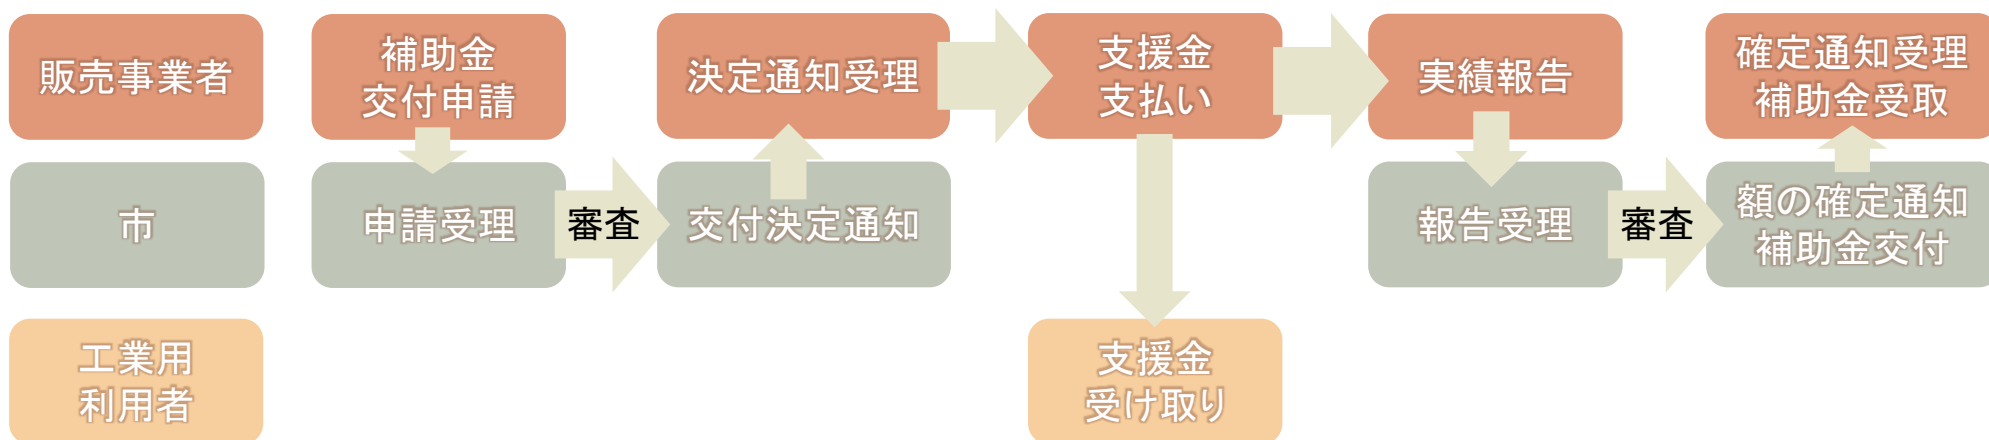 販売事業者
補助金
交付申請
決定通知受理
支援金
支払い
実績報告
確定通知受理
補助金受取
市
申請受理
審査
交付決定通知
報告受理
審査
額の確定通知
補助金交付
工業用
利用者
支援金
受け取り